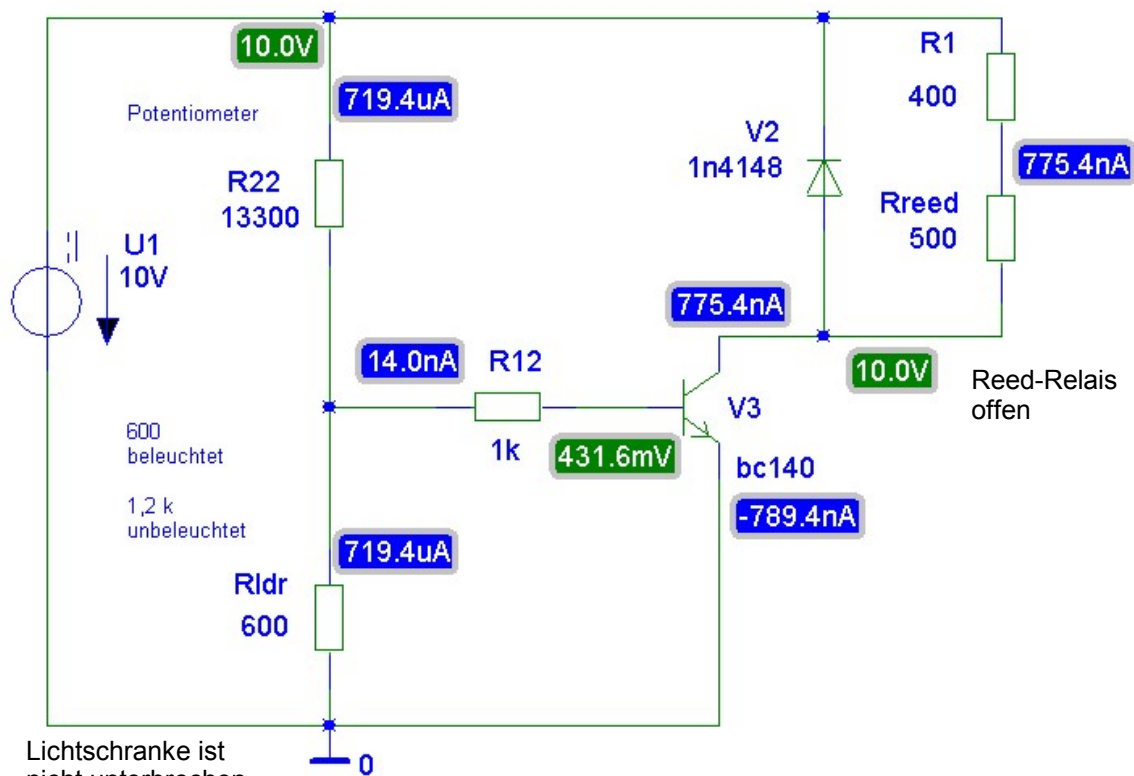 R1
10.0V
719.4uA
400
Potentiometer
V2
1n4148
775.4nA
R22
13300
Rreed
500
U1
10V
775.4nA
14.0nA
R12
10.0V
Reed-Relais
offen
V3
1k
431.6mV
600
beleuchtet
bc140
1,2 k
unbeleuchtet
-789.4nA
719.4uA
Rldr
600
Lichtschranke ist
nicht unterbrochen
0